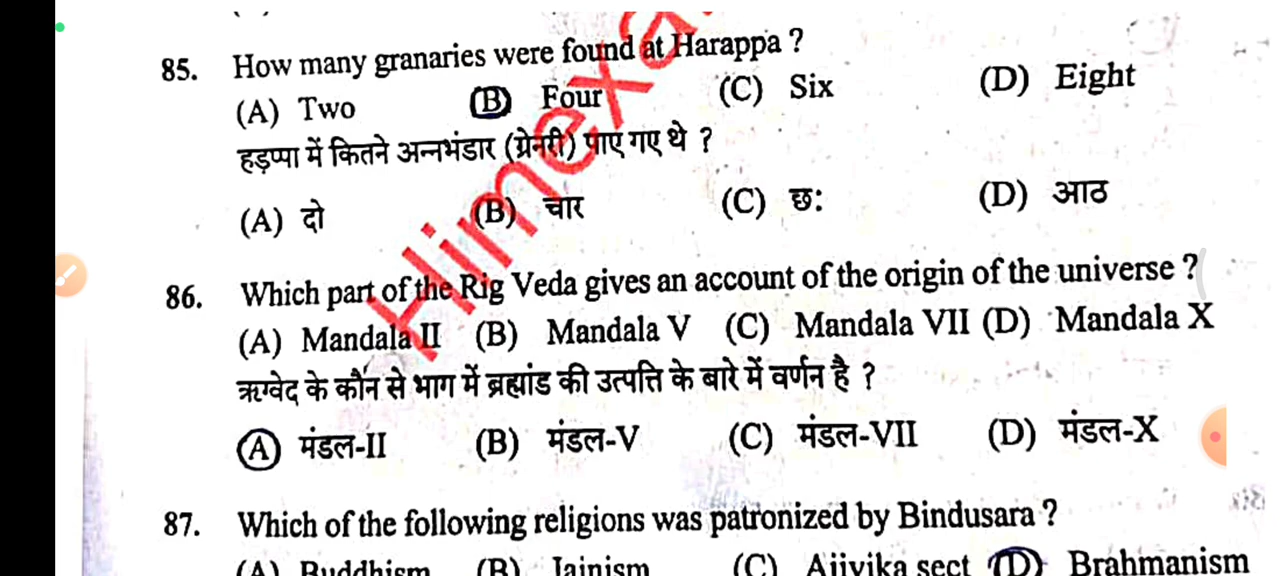 85. How many granaries were found at Harappa ?
(A) Two (B) Four (C) Six (D) Eight
हड़प्पा में कितने अन्नभंडार (ग्रेनरी) पाए गए थे ?
(A) दो (B) चार (C) छः (D) आठ
86. Which part of the Rig Veda gives an account of the origin of the universe ?
(A) Mandala II (B) Mandala V (C) Mandala VII (D) Mandala X
ऋग्वेद के कौन से भाग में ब्रह्मांड की उत्पत्ति के बारे में वर्णन है ?
(A) मंडल-II (B) मंडल-V (C) मंडल-VII (D) मंडल-X
87. Which of the following religions was patronized by Bindusara ?
(A) Buddhism (B) Jainism (C) Ajivika sect (D) Brahmanism
Himexa